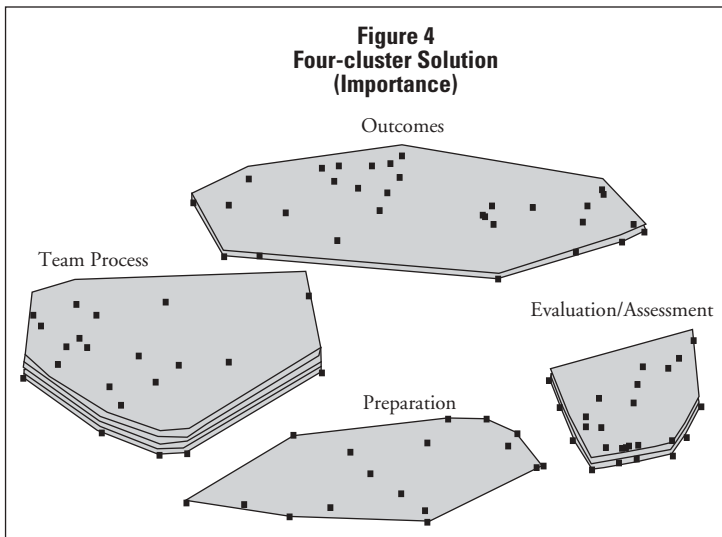 Figure 4
Four-cluster Solution
(Importance)
Outcomes
Team Process
Evaluation/Assessment
Preparation